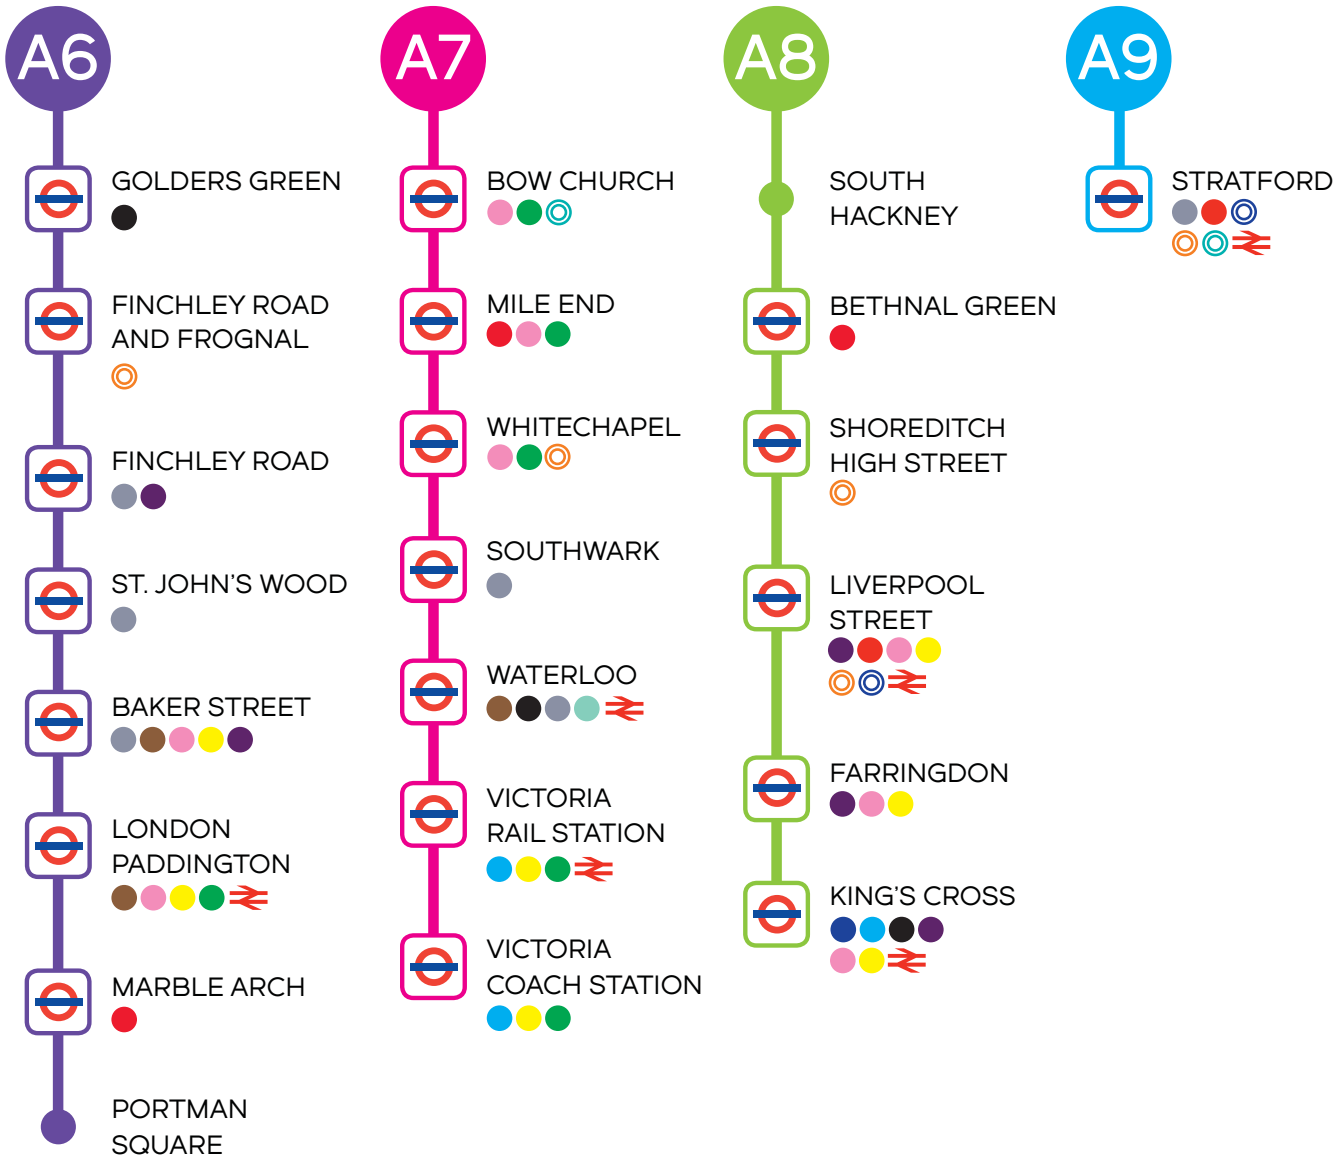 A6
GOLDERS GREEN
FINCHLEY ROAD
AND FROGNAL
FINCHLEY ROAD
ST. JOHN’S WOOD
BAKER STREET
LONDON
PADDINGTON
MARBLE ARCH
PORTMAN
SQUARE
A7
BOW CHURCH
MILE END
WHITECHAPEL
SOUTHWARK
WATERLOO
VICTORIA
RAIL STATION
VICTORIA
COACH STATION
A8
SOUTH
HACKNEY
BETHNAL GREEN
SHOREDITCH
HIGH STREET
LIVERPOOL
STREET
FARRINGDON
KING’S CROSS
A9
STRATFORD